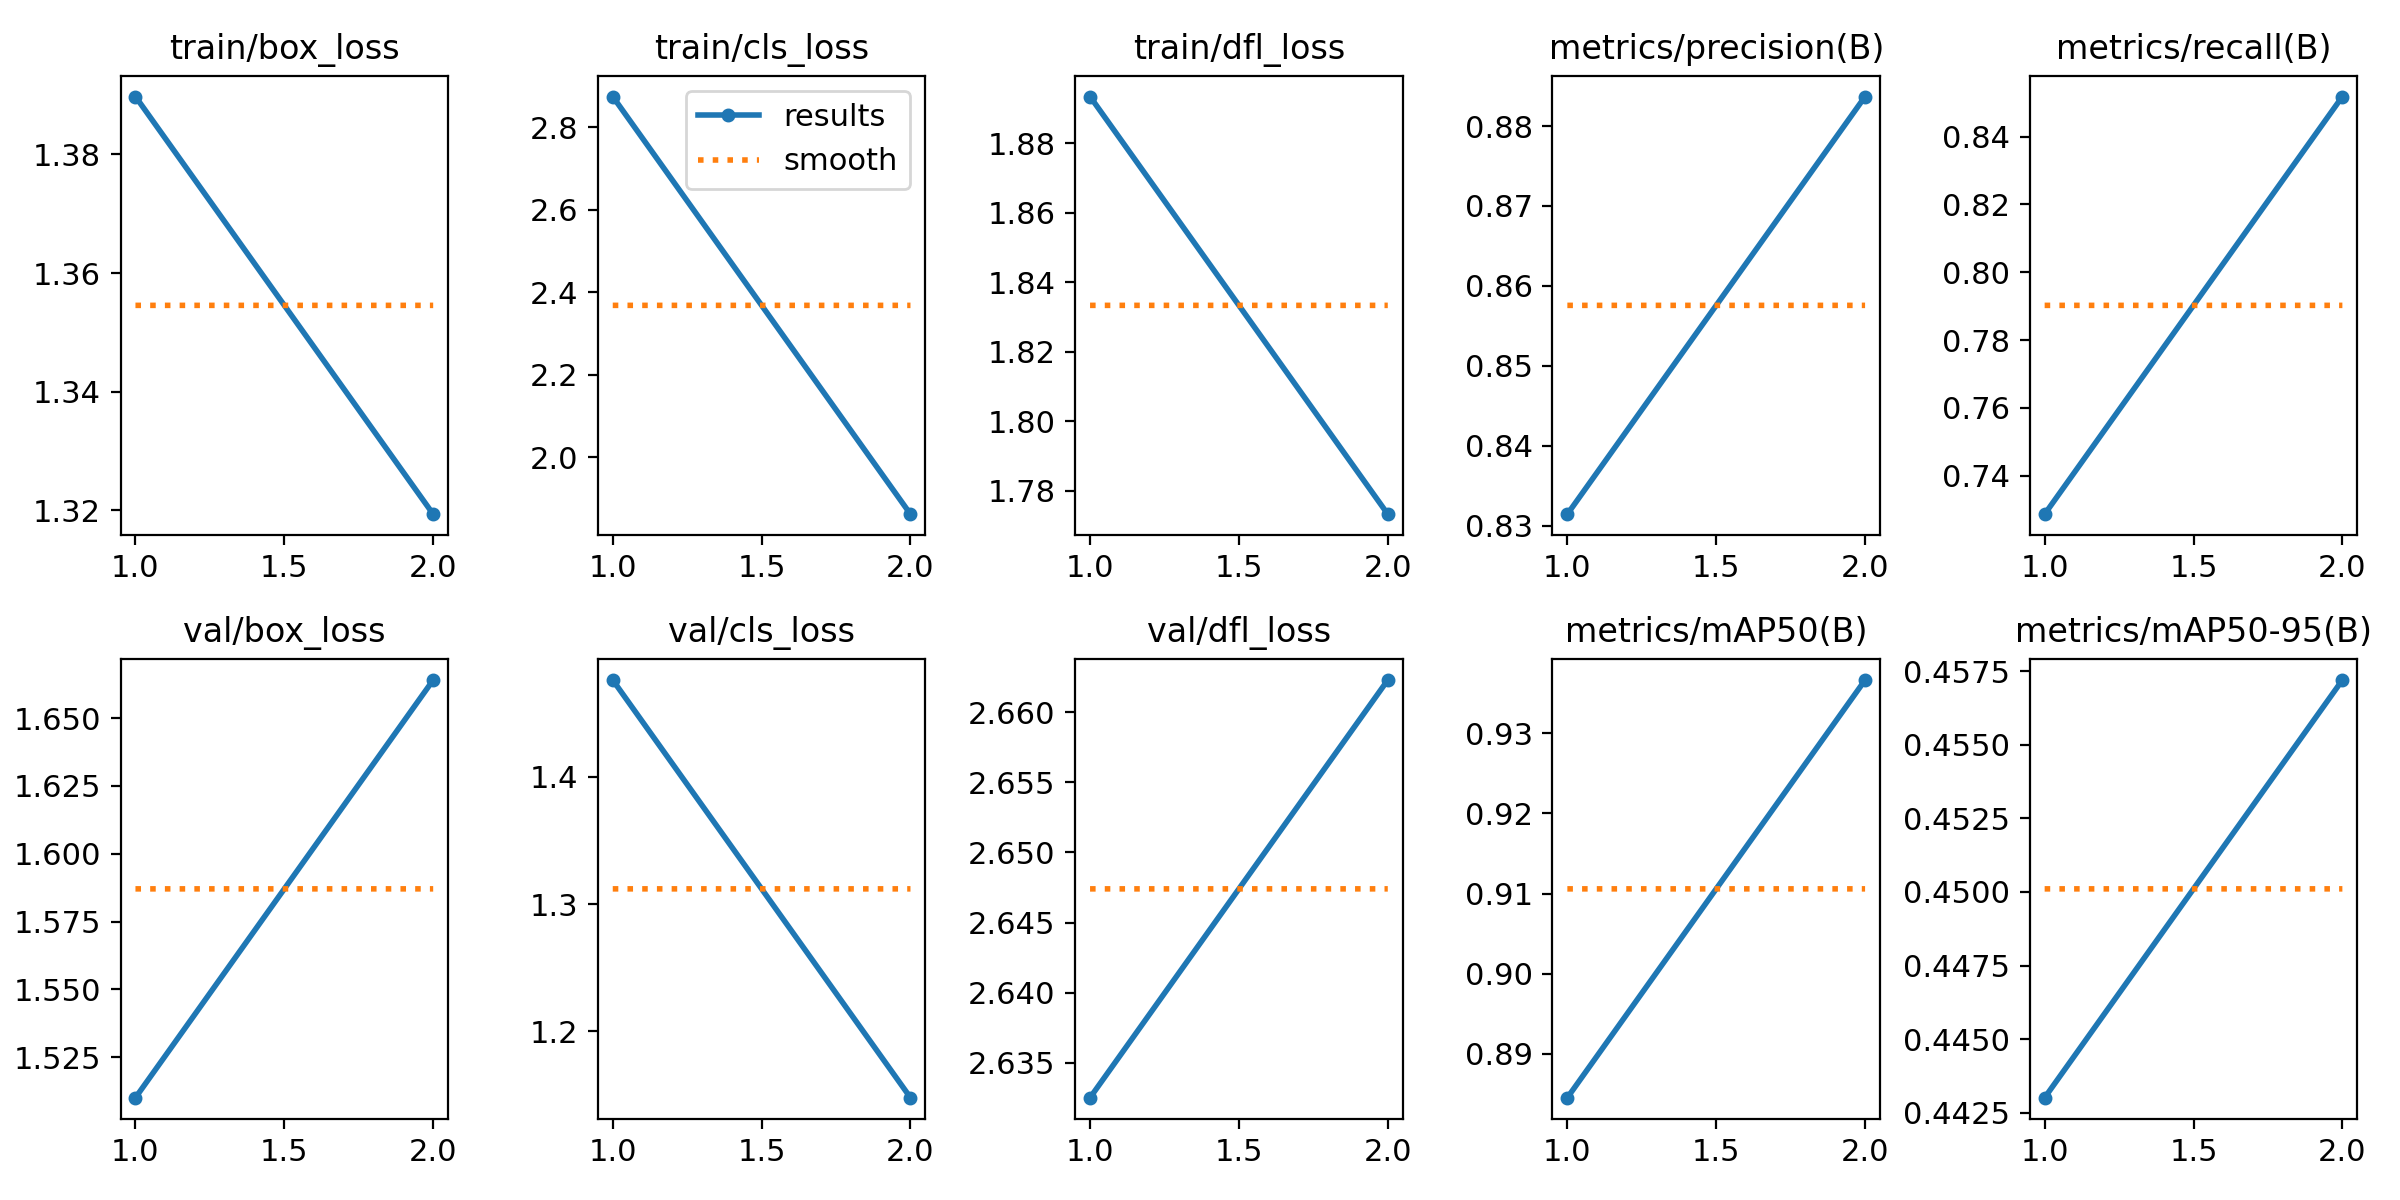 train/box_loss
1.38
1.36
1.34
1.32
1.0 1.5 2.0
train/cls_loss
results
smooth
2.8
2.6
2.4
2.2
2.0
1.0 1.5 2.0
train/dfl_loss
1.88
1.86
1.84
1.82
1.80
1.78
1.0 1.5 2.0
metrics/precision(B)
0.88
0.87
0.86
0.85
0.84
0.83
1.0 1.5 2.0
metrics/recall(B)
0.84
0.82
0.80
0.78
0.76
0.74
1.0 1.5 2.0
val/box_loss
1.650
1.625
1.600
1.575
1.550
1.525
1.0 1.5 2.0
val/cls_loss
1.4
1.3
1.2
1.0 1.5 2.0
val/dfl_loss
2.660
2.655
2.650
2.645
2.640
2.635
1.0 1.5 2.0
metrics/mAP50(B)
0.93
0.92
0.91
0.90
0.89
1.0 1.5 2.0
metrics/mAP50-95(B)
0.4575
0.4550
0.4525
0.4500
0.4475
0.4450
0.4425
1.0 1.5 2.0